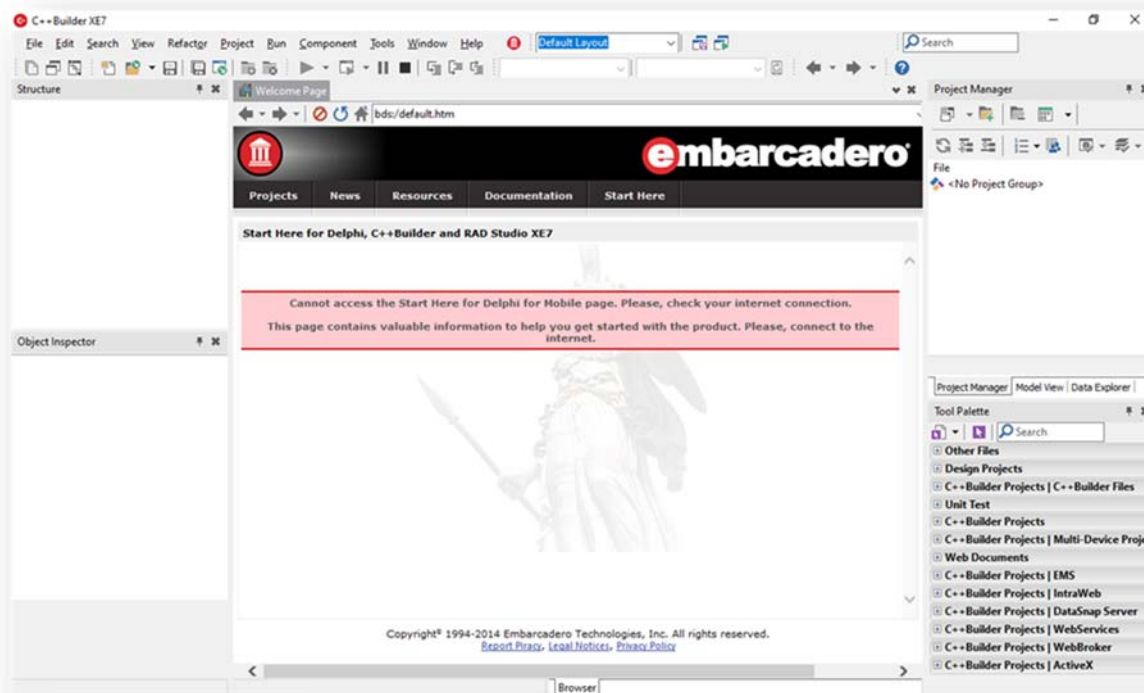 C++Builder XE7
File Edit Search View Refactor Project Run Component Tools Window Help Default Layout Search
Structure
Welcome Page
Project Manager
bds:/default.htm
embarcadero
Projects News Resources Documentation Start Here
File
<No Project Group>
Start Here for Delphi, C++Builder and RAD Studio XE7
Cannot access the Start Here for Delphi for Mobile page. Please, check your internet connection.
This page contains valuable information to help you get started with the product. Please, connect to the
internet.
Object Inspector
Project Manager Model View Data Explorer
Tool Palette
Search
Other Files
Design Projects
C++Builder Projects | C++Builder Files
Unit Test
C++Builder Projects
C++Builder Projects | Multi-Device Proje
Web Documents
C++Builder Projects | EMS
C++Builder Projects | IntraWeb
C++Builder Projects | DataSnap Server
C++Builder Projects | WebServices
C++Builder Projects | WebBroker
C++Builder Projects | ActiveX
Copyright® 1994-2014 Embarcadero Technologies, Inc. All rights reserved.
Report Piracy, Legal Notices, Privacy Policy
Browser